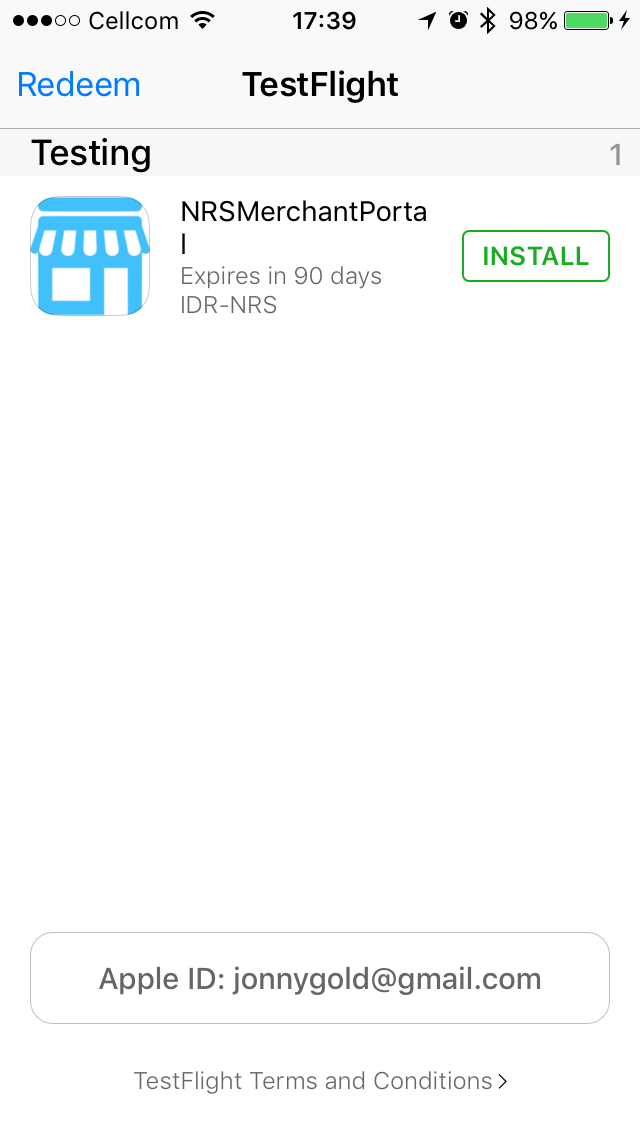 Cellcom 17:39 98%
Redeem TestFlight
Testing 1
NRSMerchantPorta
l
Expires in 90 days
IDR-NRS
INSTALL
Apple ID: jonnygold@gmail.com
TestFlight Terms and Conditions